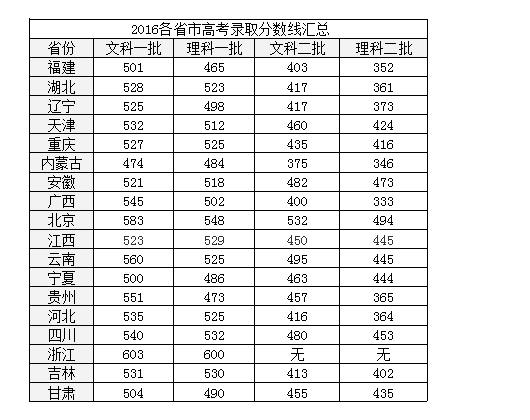 2016各省市高考录取分数线汇总
省份 文科一批 理科一批 文科二批 理科二批
福建 501 465 403 352
湖北 528 523 417 361
辽宁 525 498 417 373
天津 532 512 460 424
重庆 527 525 435 416
内蒙古 474 484 375 346
安徽 521 518 482 473
广西 545 502 400 333
北京 583 548 532 494
江西 523 529 450 445
云南 560 525 495 445
宁夏 500 486 463 444
贵州 551 473 457 365
河北 535 525 416 364
四川 540 532 480 453
浙江 603 600 无 无
吉林 531 530 413 402
甘肃 504 490 455 435